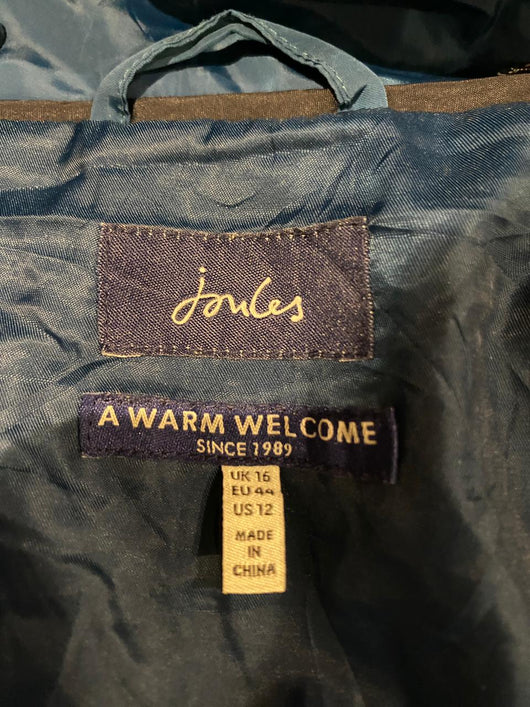 joules
A WARM WELCOME
SINCE 1989
UK 16
EU 44
US 12
MADE
IN
CHINA